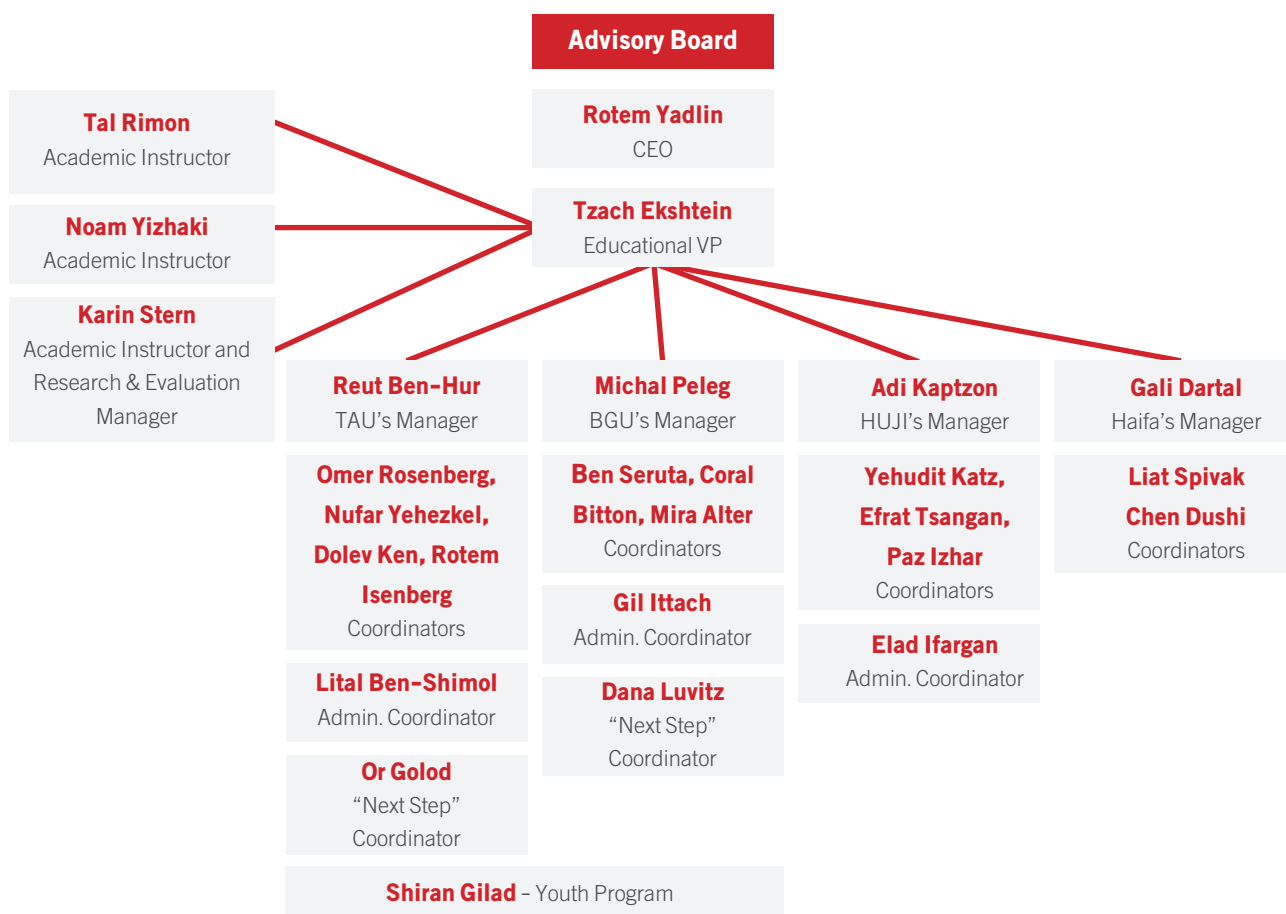 Advisory Board
Rotem Yadlin
CEO
Tzach Ekshtein
Educational VP
Tal Rimon
Academic Instructor
Noam Yizhaki
Academic Instructor
Karin Stern
Academic Instructor and
Research & Evaluation
Manager
Reut Ben-Hur
TAU’s Manager
Omer Rosenberg,
Nufar Yehezkel,
Dolev Ken, Rotem
Isenberg
Coordinators
Lital Ben-Shimol
Admin. Coordinator
Or Golod
“Next Step”
Coordinator
Michal Peleg
BGU’s Manager
Ben Seruta, Coral
Bitton, Mira Alter
Coordinators
Gil Ittach
Admin. Coordinator
Dana Luvitz
“Next Step”
Coordinator
Adi Kaptzon
HUJI’s Manager
Yehudit Katz,
Efrat Tsangan,
Paz Izhar
Coordinators
Elad Ifargan
Admin. Coordinator
Gali Dartal
Haifa’s Manager
Liat Spivak
Chen Dushi
Coordinators
Shiran Gilad – Youth Program